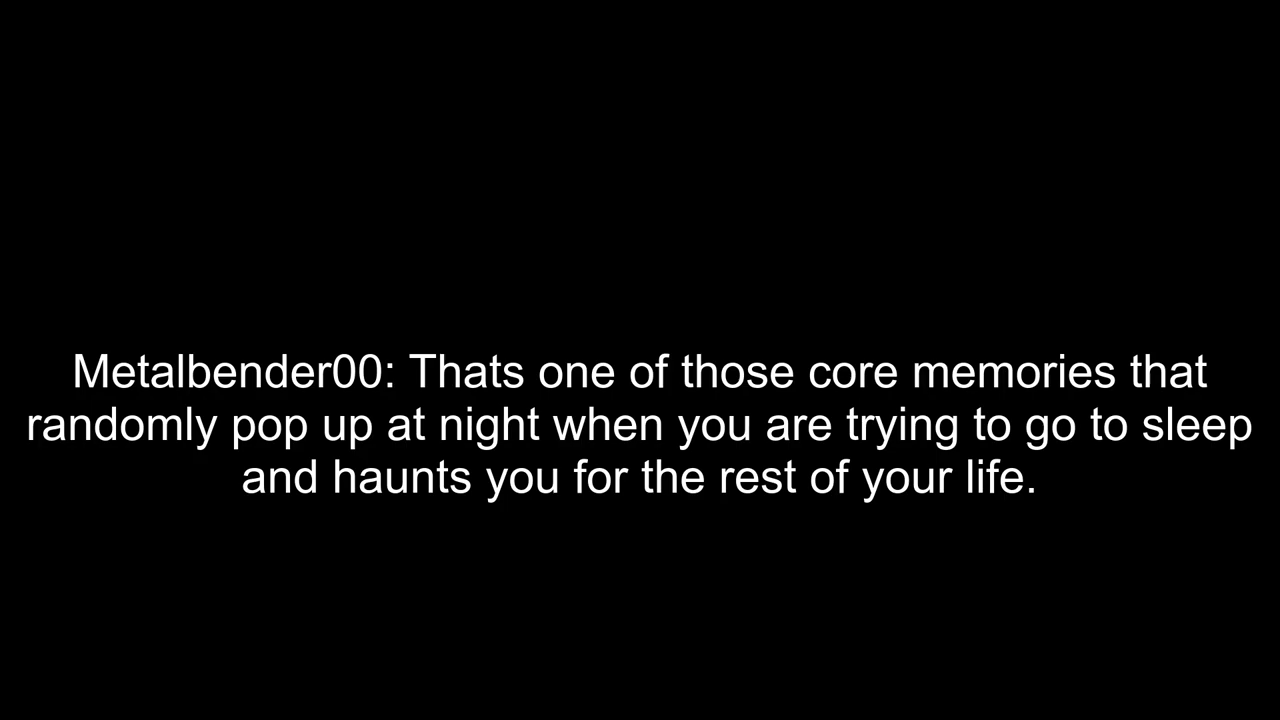 Metalbender00: Thats one of those core memories that
randomly pop up at night when you are trying to go to sleep
and haunts you for the rest of your life.